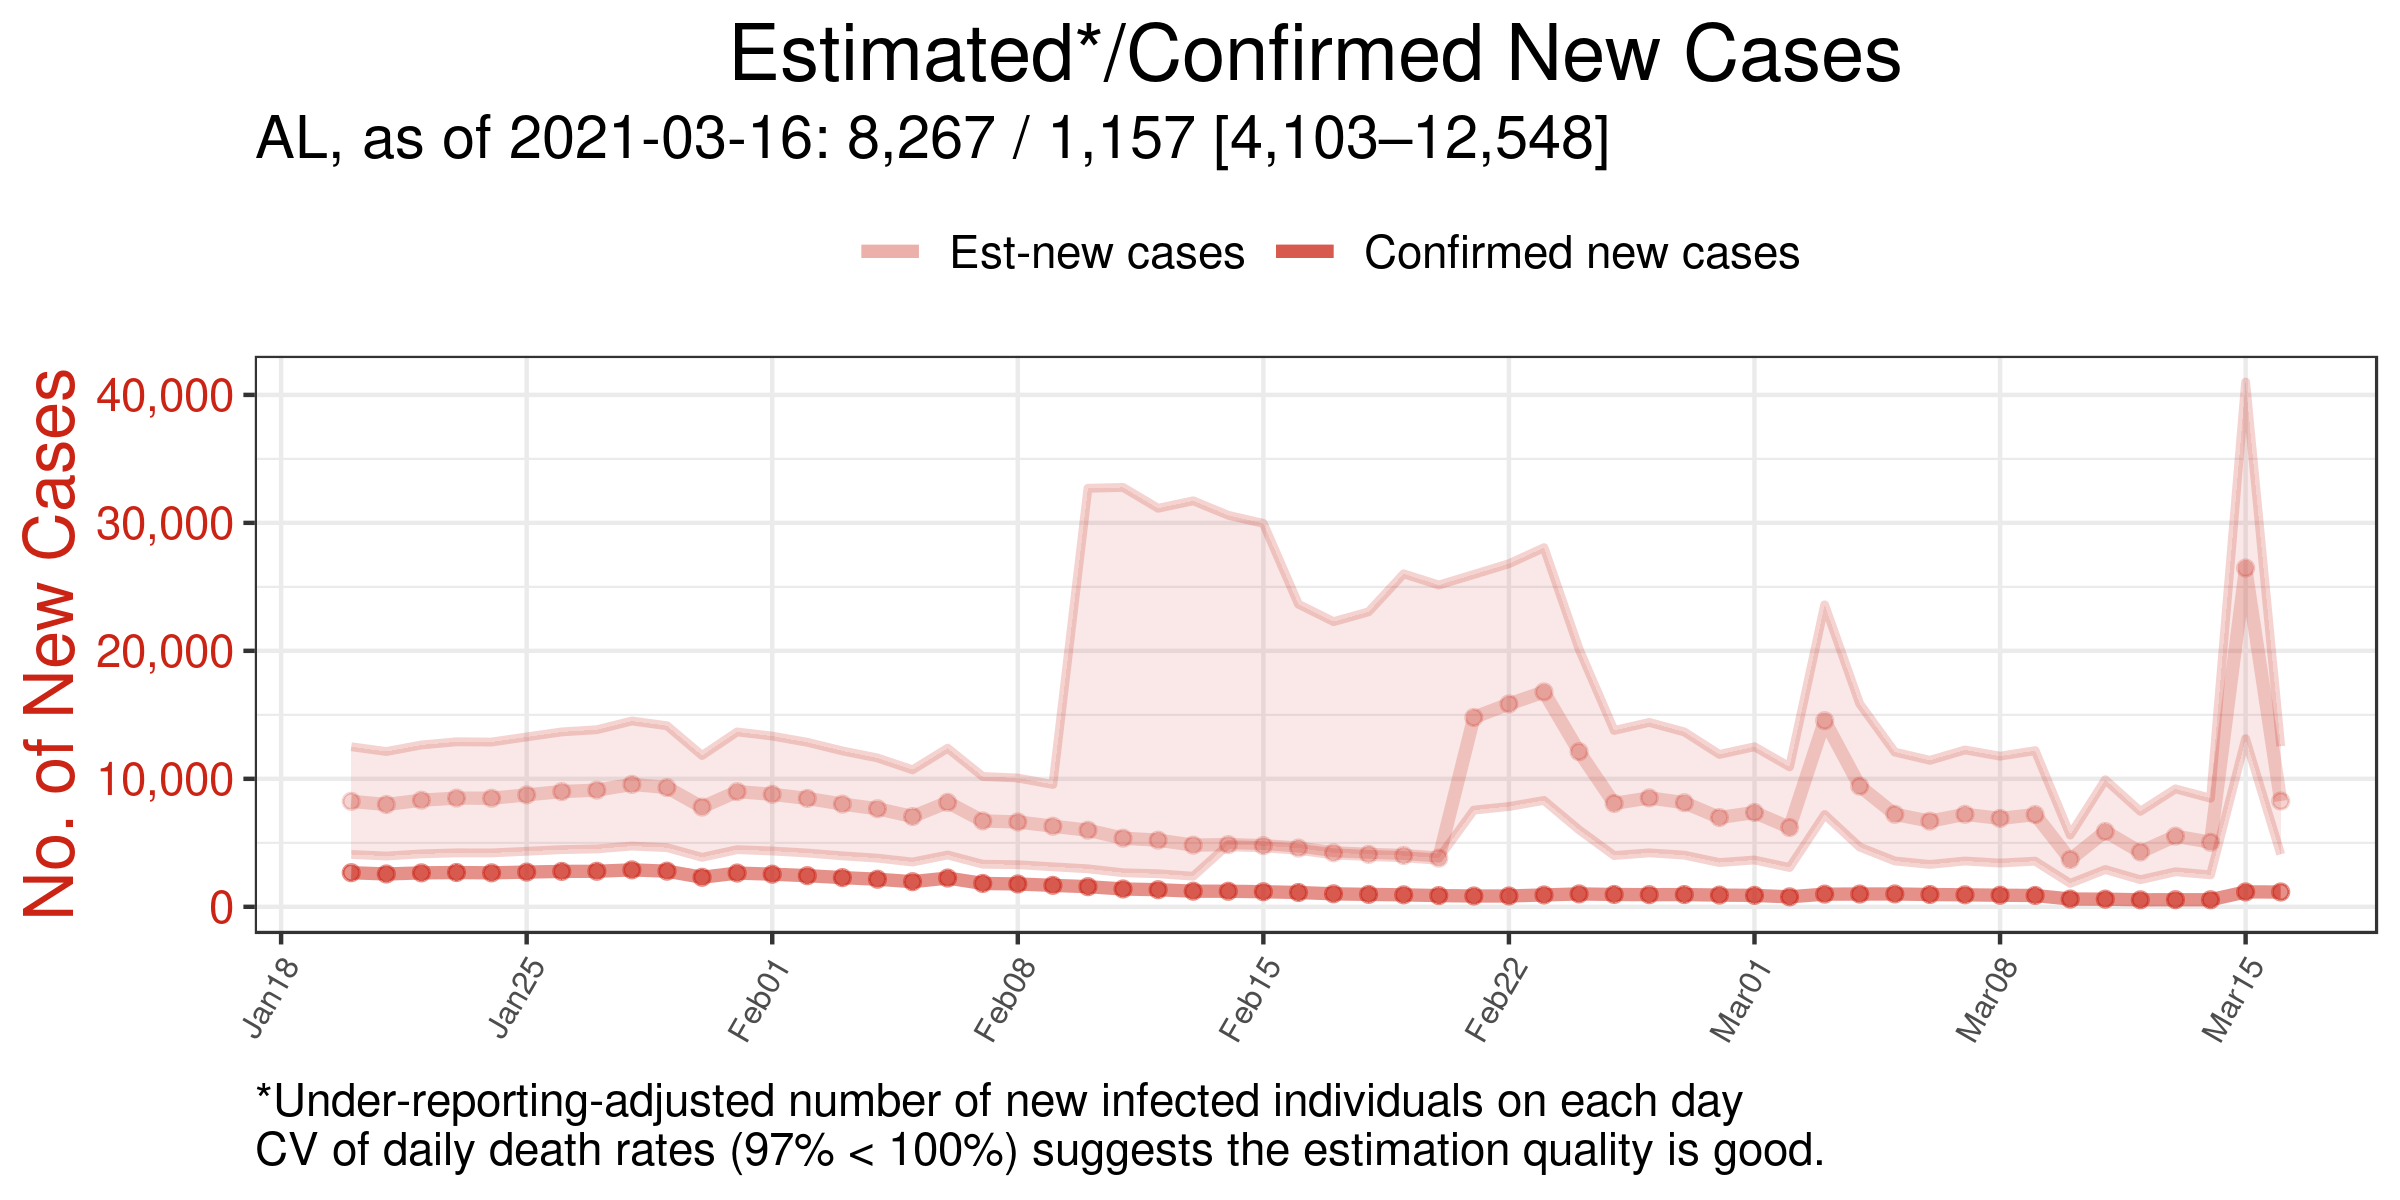 Estimated*/Confirmed New Cases
AL, as of 2021-03-16: 8,267 / 1,157 [4,103–12,548]
Est-new cases
Confirmed new cases
No. of New Cases
40,000
30,000
20,000
10,000
0
Jan18
Jan25
Feb01
Feb08
Feb15
Feb22
Mar01
Mar08
Mar15
*Under-reporting-adjusted number of new infected individuals on each day
CV of daily death rates (97% < 100%) suggests the estimation quality is good.